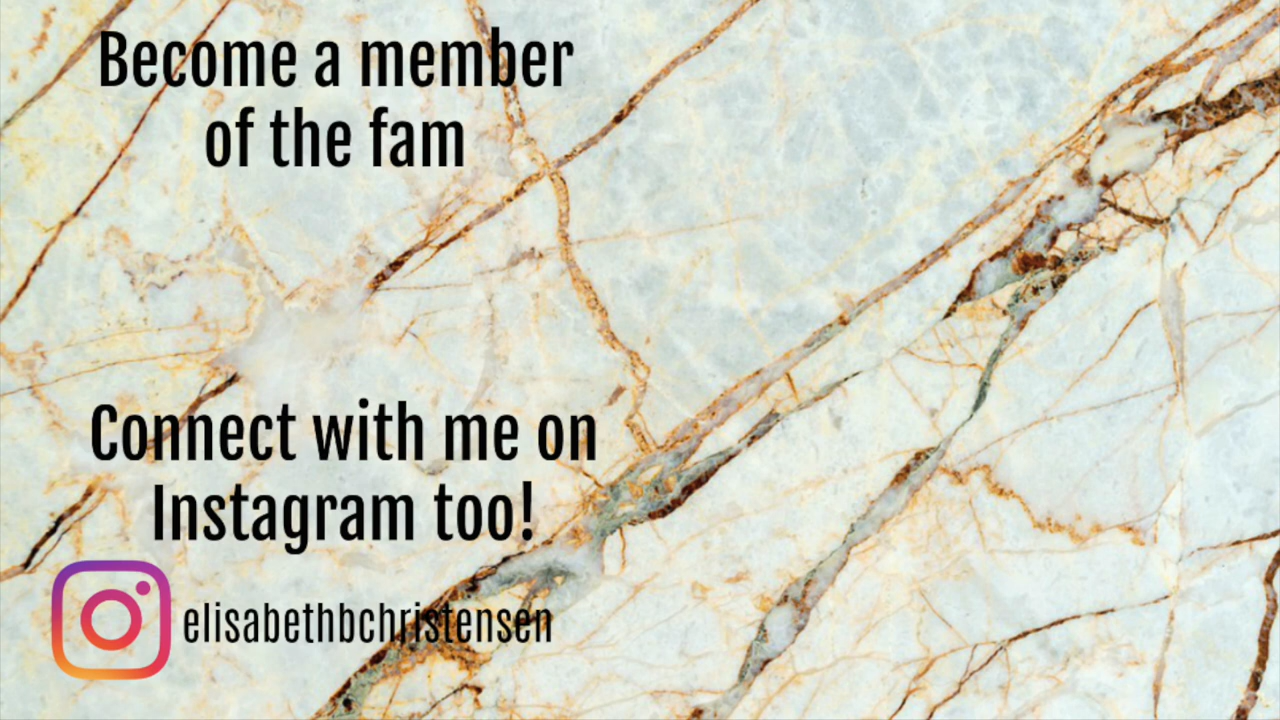 Become a member
of the fam
Connect with me on
Instagram too!
elisabethbchristensen